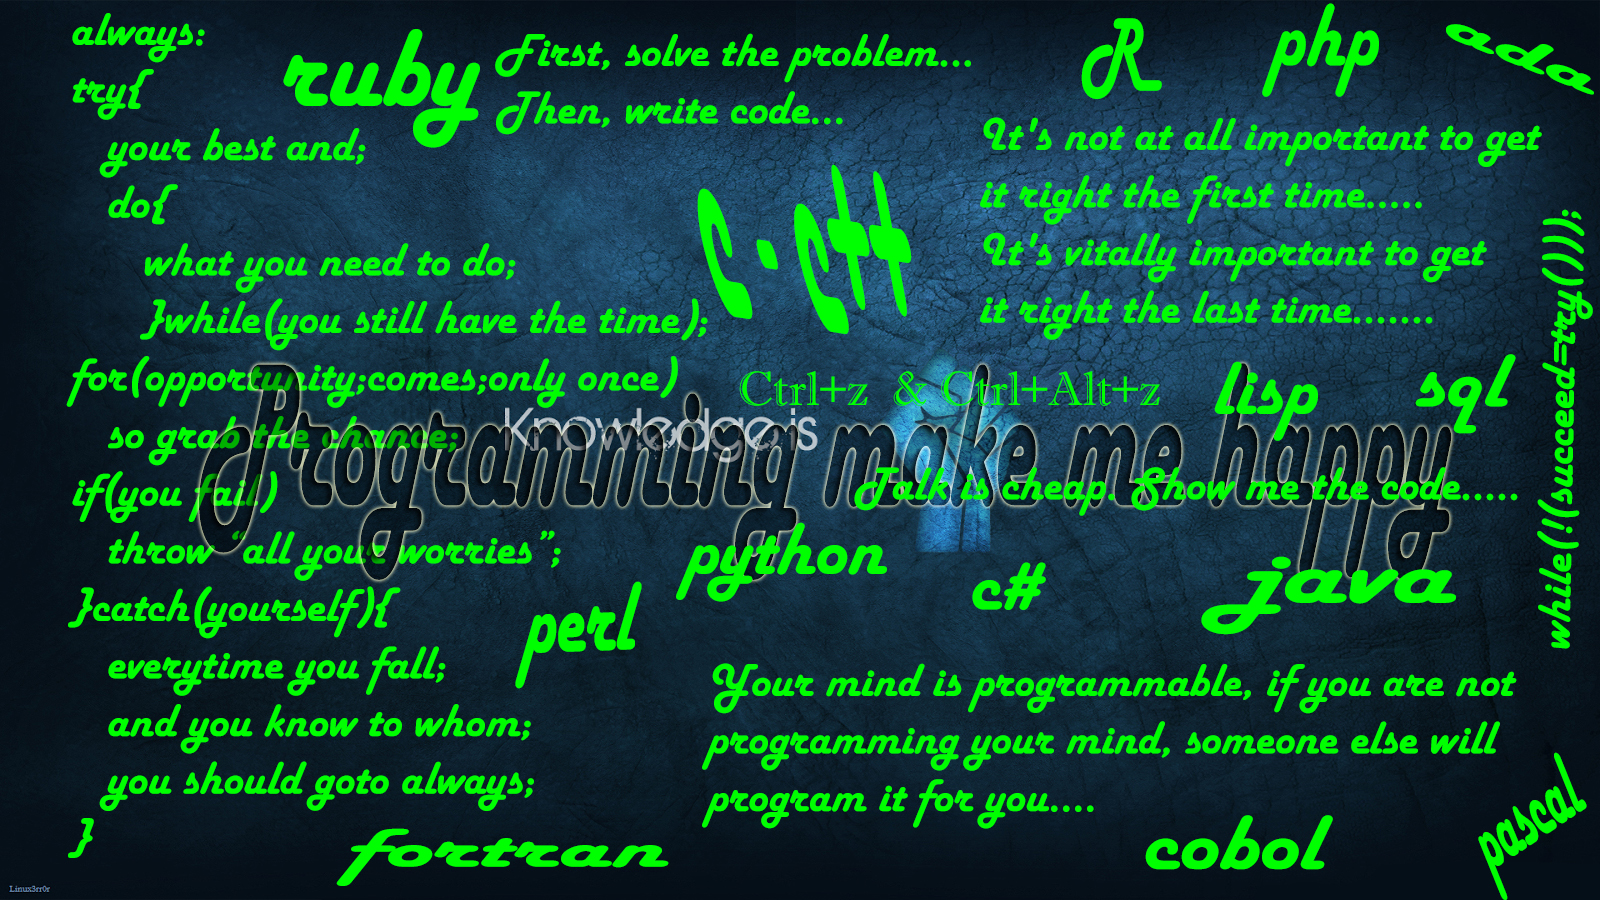 always:
try{
your best and;
do{
what you need to do;
}while(you still have the time);
for(opportunity;comes;only once)
so grab the chance;
if(you fail)
throw "all your worries";
}catch(yourself){
everytime you fall;
and you know to whom;
you should goto always;
}
ruby
First, solve the problem...
Then, write code...
R
php
ada
c . c++
It's not at all important to get
it right the first time.....
It's vitally important to get
it right the last time.......
while(!(succeed=try()));
Ctrl+z & Ctrl+Alt+z
lisp
sql
Knowledge is
Programming make me happy
Talk is cheap. Show me the code.....
python
c#
java
perl
Your mind is programmable, if you are not
programming your mind, someone else will
program it for you....
fortran
cobol
pascal
Linux3rr0r